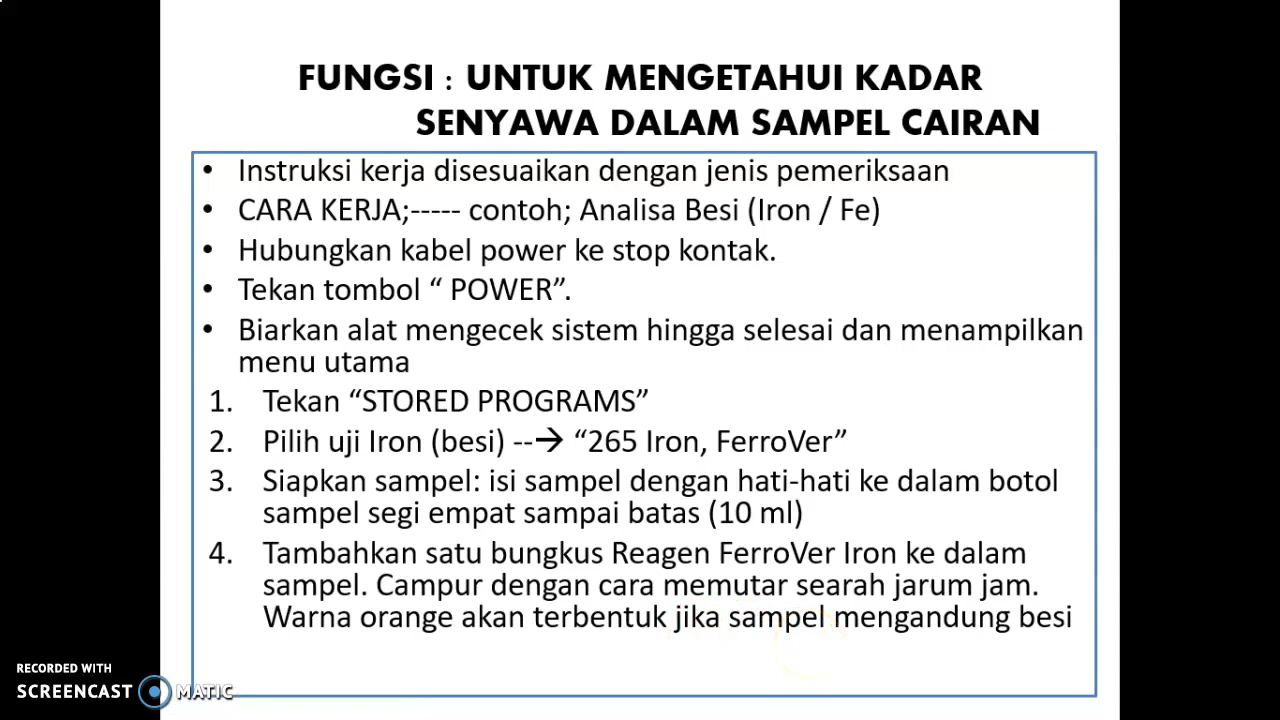 FUNGSI : UNTUK MENGETAHUI KADAR
SENYAWA DALAM SAMPEL CAIRAN
• Instruksi kerja disesuaikan dengan jenis pemeriksaan
• CARA KERJA;----- contoh; Analisa Besi (Iron / Fe)
• Hubungkan kabel power ke stop kontak.
• Tekan tombol “ POWER”.
• Biarkan alat mengecek sistem hingga selesai dan menampilkan
menu utama
1. Tekan “STORED PROGRAMS”
2. Pilih uji Iron (besi) --→ “265 Iron, FerroVer”
3. Siapkan sampel: isi sampel dengan hati-hati ke dalam botol
sampel segi empat sampai batas (10 ml)
4. Tambahkan satu bungkus Reagen FerroVer Iron ke dalam
sampel. Campur dengan cara memutar searah jarum jam.
Warna orange akan terbentuk jika sampel mengandung besi
RECORDED WITH
SCREENCAST MATIC